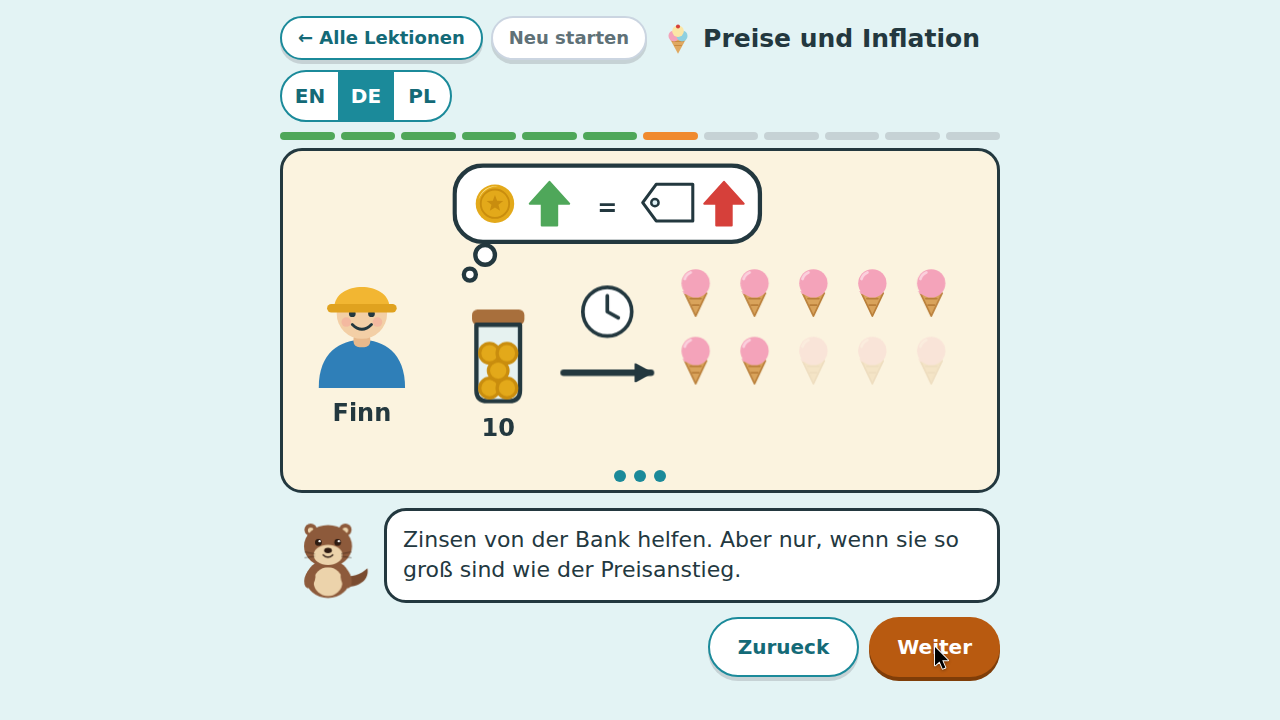 ← Alle Lektionen
Neu starten
Preise und Inflation
EN
DE
PL
=
Finn
10
Zinsen von der Bank helfen. Aber nur, wenn sie so
groß sind wie der Preisanstieg.
Zurueck
Weiter